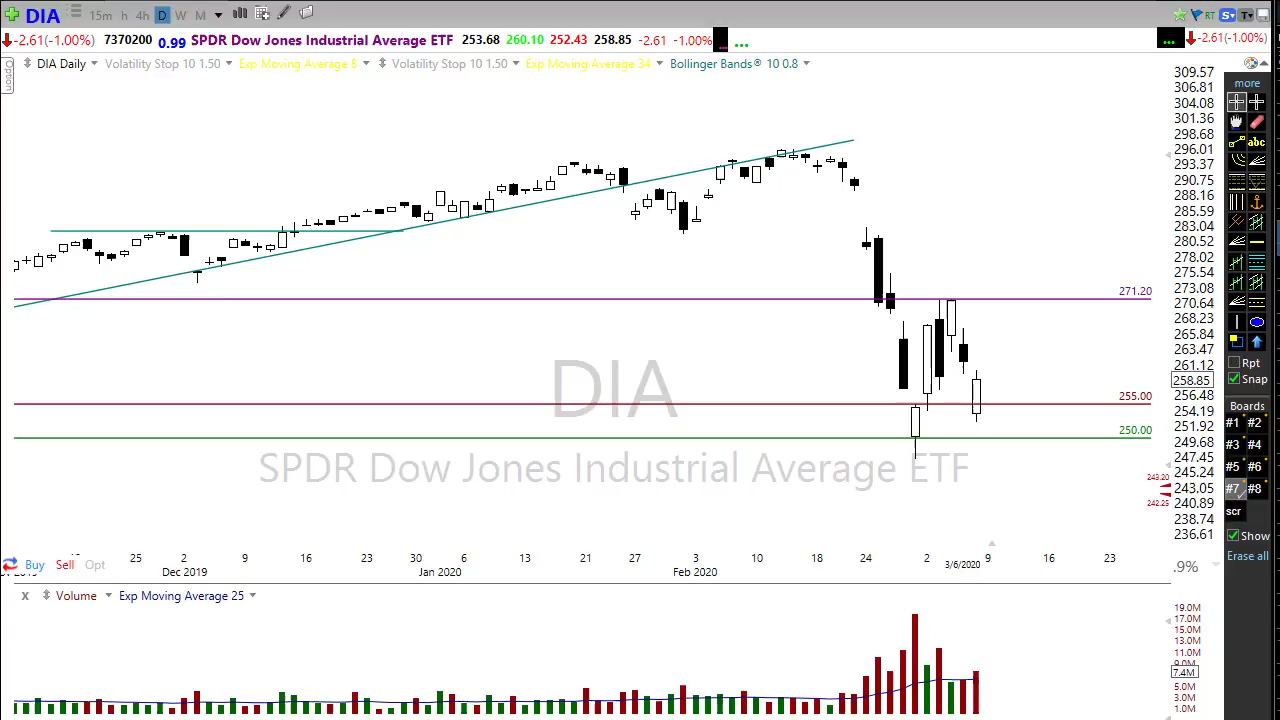 DIA 15m h 4h D W M RT S T
-2.61(-1.00%) 7370200 0.99 SPDR Dow Jones Industrial Average ETF 253.68 260.10 252.43 258.85 -2.61 -1.00% ... ... -2.61(-1.00%)
Option
DIA Daily Volatility Stop 10 1.50 Exp Moving Average 8 Volatility Stop 10 1.50 Exp Moving Average 34 Bollinger Bands® 10 0.8
309.57
306.81
304.08
301.36
298.68
296.01
293.37
290.75
288.16
285.59
283.04
280.52
278.02
275.54
273.08
270.64
268.23
265.84
263.47
261.12
258.85
256.48
254.19
251.92
249.68
247.45
245.24
243.05
240.89
238.74
236.61
271.20
255.00
250.00
243.20
242.25
DIA
SPDR Dow Jones Industrial Average ETF
more
abc
Rpt
Snap
Boards
#1 #2
#3 #4
#5 #6
#7 #8
scr
Show
Erase all
25 2 9 16 23 30 6 13 21 27 3 10 18 24 2 9 16 23
Dec 2019 Jan 2020 Feb 2020 3/6/2020
Buy Sell Opt
.9%
x Volume Exp Moving Average 25
19.0M
17.0M
15.0M
13.0M
11.0M
9.0M
7.4M
5.0M
3.0M
1.0M